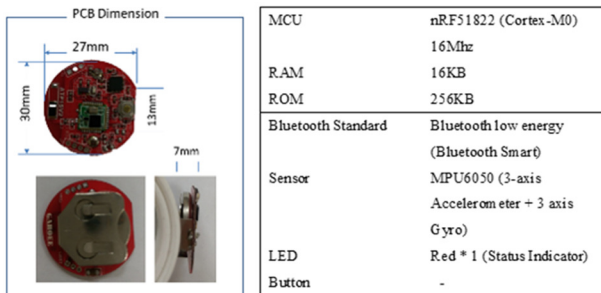 PCB Dimension
27mm
30mm
13mm
7mm
MCU nRF51822 (Cortex-M0)
16Mhz
RAM 16KB
ROM 256KB
Bluetooth Standard Bluetooth low energy
(Bluetooth Smart)
Sensor MPU6050 (3-axis
Accelerometer + 3 axis
Gyro)
LED Red * 1 (Status Indicator)
Button -